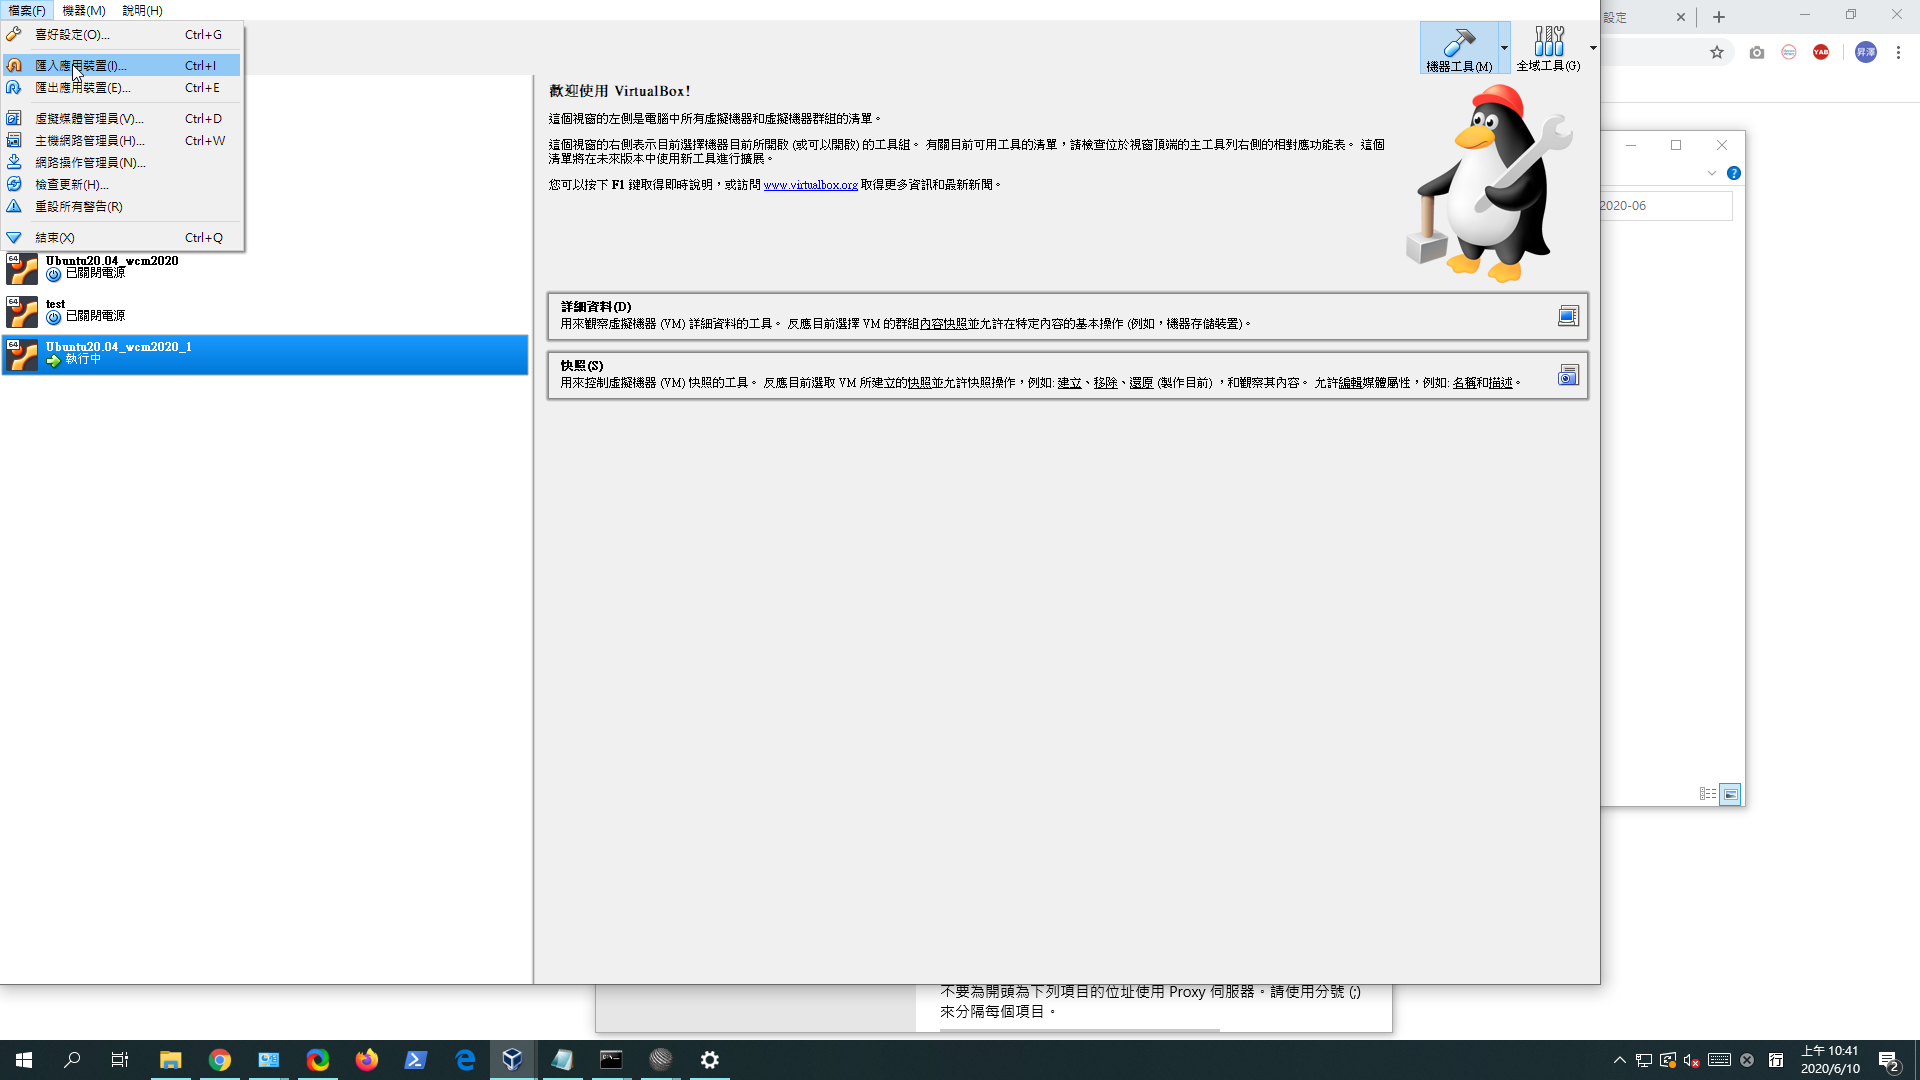 檔案(F) 機器(M) 說明(H)
喜好設定(O)... Ctrl+G
匯入應用裝置(I)... Ctrl+I
匯出應用裝置(E)... Ctrl+E
虛擬媒體管理員(V)... Ctrl+D
主機網路管理員(H)... Ctrl+W
網路操作管理員(N)...
檢查更新(H)...
重設所有警告(R)
結束(X) Ctrl+Q
64
Ubuntu20.04_wcm2020
已關閉電源
64
test
已關閉電源
64
Ubuntu20.04_wcm2020_1
執行中
機器工具(M)
全域工具(G)
歡迎使用 VirtualBox!
這個視窗的左側是電腦中所有虛擬機器和虛擬機器群組的清單。
這個視窗的右側表示目前選擇機器目前所開啟 (或可以開啟) 的工具組。 有關目前可用工具的清單，請檢查位於視窗頂端的主工具列右側的相對應功能表。 這個
清單將在未來版本中使用新工具進行擴展。
您可以按下 F1 鍵取得即時說明，或訪問 www.virtualbox.org 取得更多資訊和最新新聞。
詳細資料(D)
用來觀察虛擬機器 (VM) 詳細資料的工具。 反應目前選擇 VM 的群組內容快照並允許在特定內容的基本操作 (例如，機器存儲裝置)。
快照(S)
用來控制虛擬機器 (VM) 快照的工具。 反應目前選取 VM 所建立的快照並允許快照操作，例如: 建立、移除、還原 (製作目前) ，和觀察其內容。 允許編輯媒體屬性，例如: 名稱和描述。
設定
YAB
昇澤
?
2020-06
不要為開頭為下列項目的位址使用 Proxy 伺服器。請使用分號 (;)
來分隔每個項目。
行
上午 10:41
2020/6/10
2